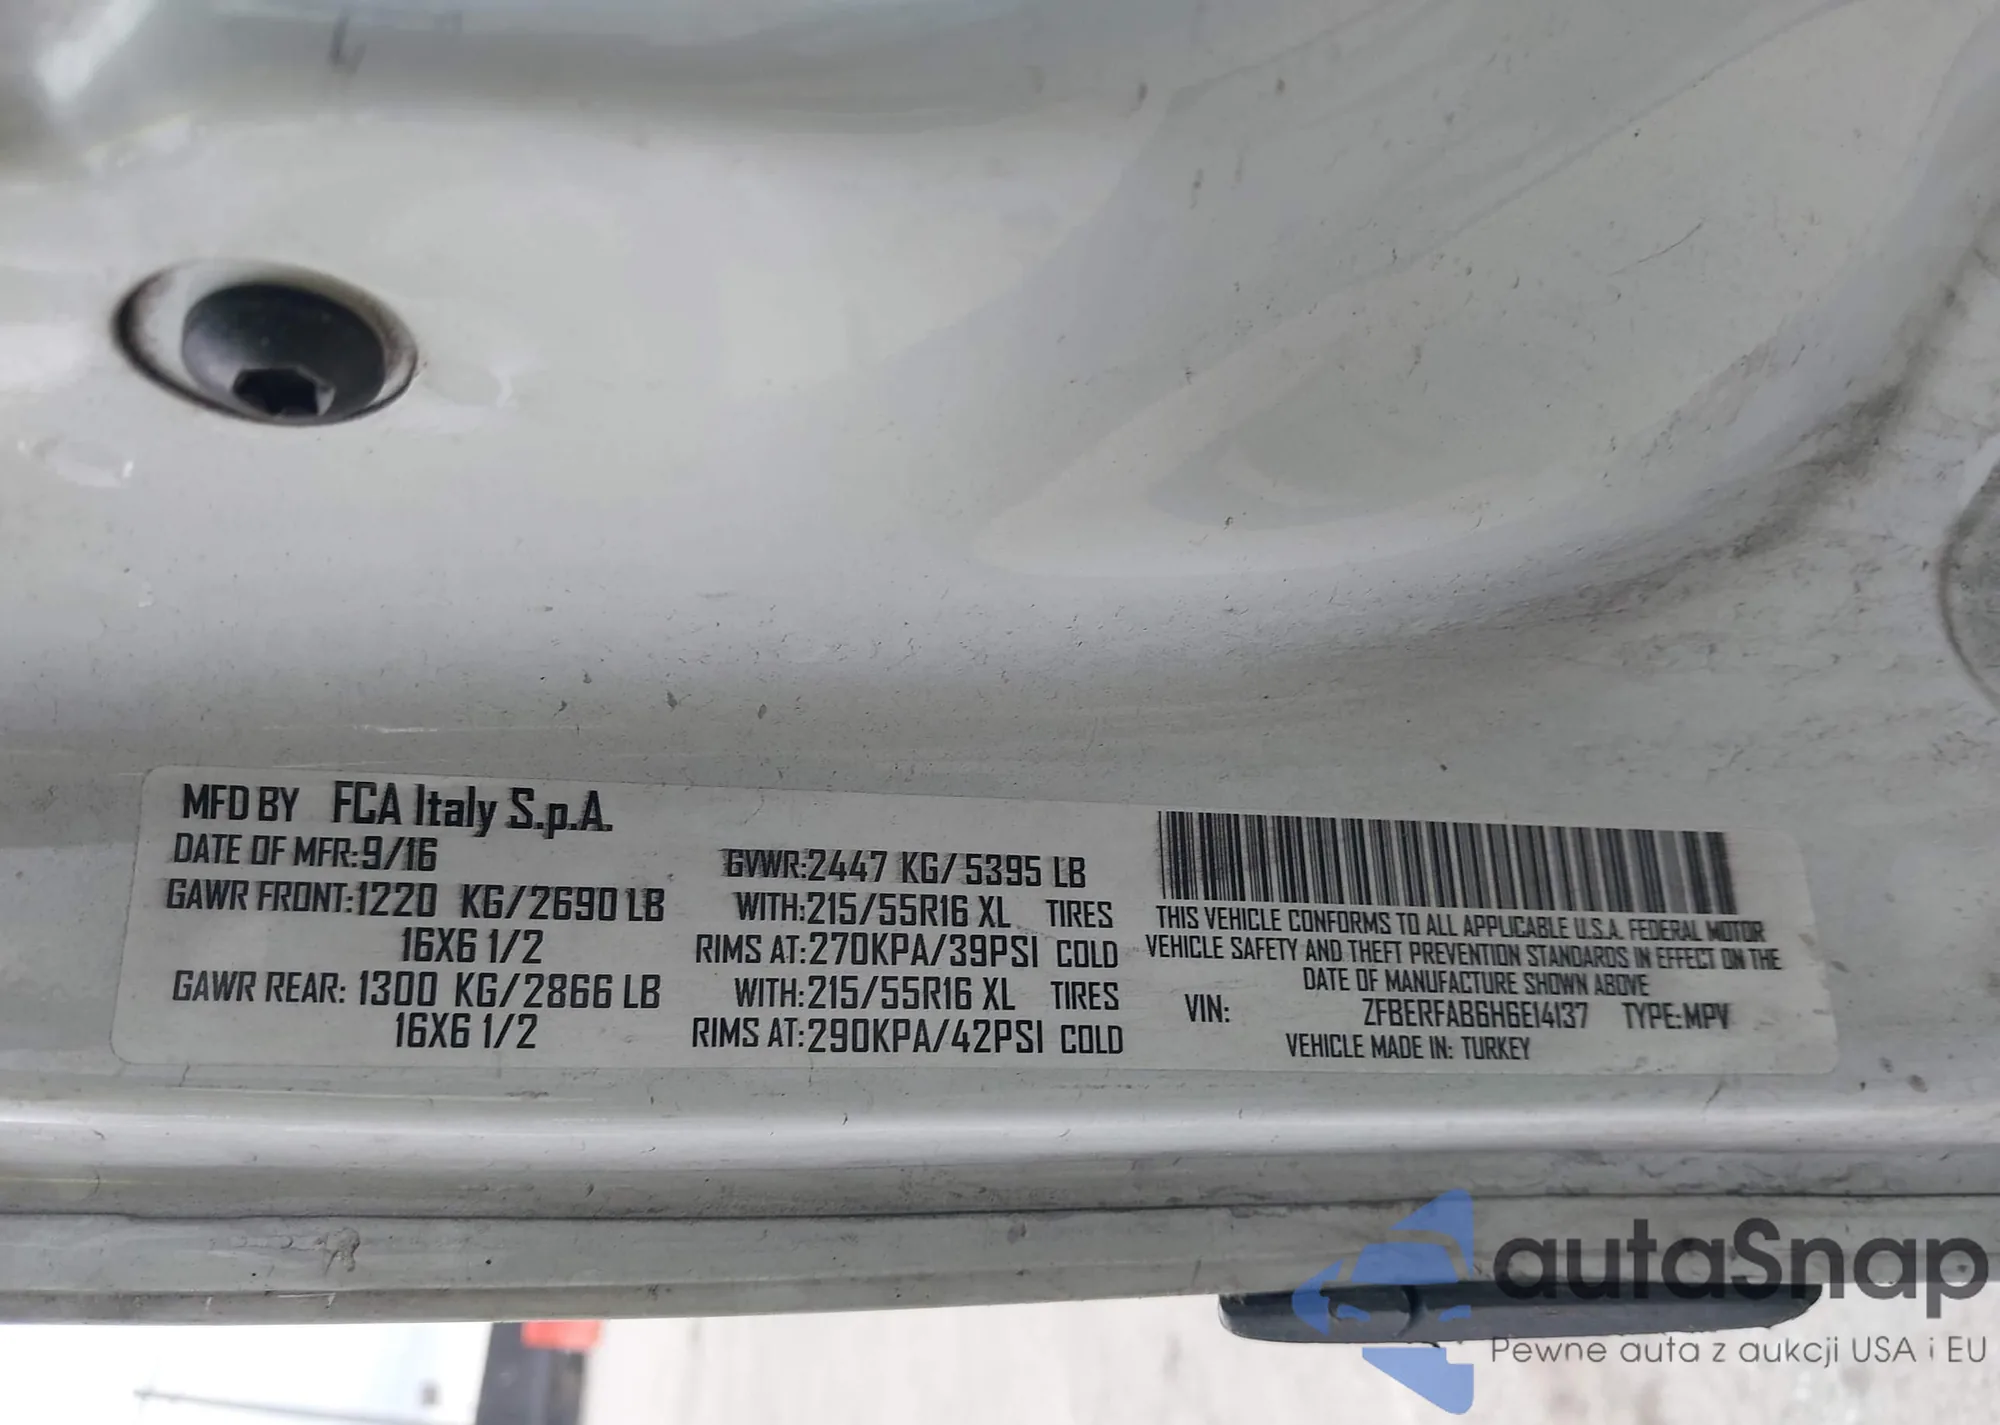 MFD BY FCA Italy S.p.A.
DATE OF MFR:9/16
GAWR FRONT:1220 KG/2690 LB
16X6 1/2
GAWR REAR: 1300 KG/2866 LB
16X6 1/2
GVWR:2447 KG/5395 LB
WITH:215/55R16 XL TIRES
RIMS AT:270KPA/39PSI COLD
WITH:215/55R16 XL TIRES
RIMS AT:290KPA/42PSI COLD
THIS VEHICLE CONFORMS TO ALL APPLICABLE U.S.A. FEDERAL MOTOR
VEHICLE SAFETY AND THEFT PREVENTION STANDARDS IN EFFECT ON THE
DATE OF MANUFACTURE SHOWN ABOVE
VIN: ZFBERFAB6H6E14137 TYPE:MPV
VEHICLE MADE IN: TURKEY
autaSnap
Pewne auta z aukcji USA i EU